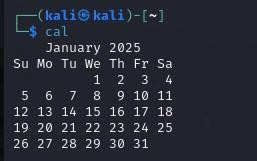 ┌──(kali㉿kali)-[~]
└─$ cal
    January 2025
Su Mo Tu We Th Fr Sa
          1  2  3  4
 5  6  7  8  9 10 11
12 13 14 15 16 17 18
19 20 21 22 23 24 25
26 27 28 29 30 31